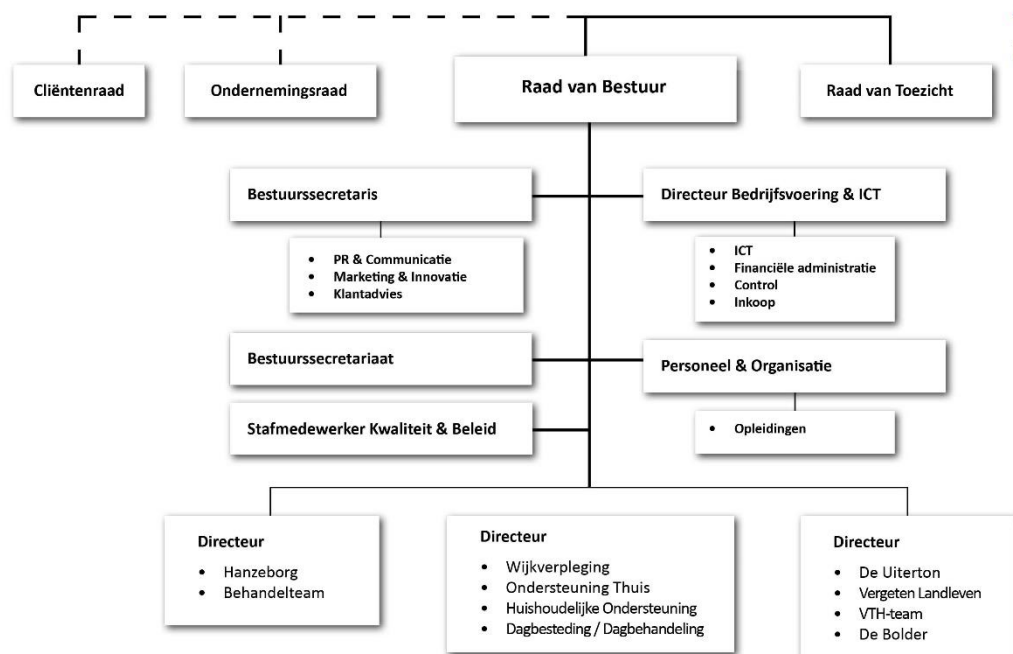 Cliëntenraad
Ondernemingsraad
Raad van Bestuur
Raad van Toezicht
Bestuurssecretaris
• PR & Communicatie
• Marketing & Innovatie
• Klantadvies
Directeur Bedrijfsvoering & ICT
• ICT
• Financiële administratie
• Control
• Inkoop
Bestuurssecretariaat
Personeel & Organisatie
• Opleidingen
Stafmedewerker Kwaliteit & Beleid
Directeur
• Hanzeborg
• Behandelteam
Directeur
• Wijkverpleging
• Ondersteuning Thuis
• Huishoudelijke Ondersteuning
• Dagbesteding / Dagbehandeling
Directeur
• De Uiterton
• Vergeten Landleven
• VTH-team
• De Bolder